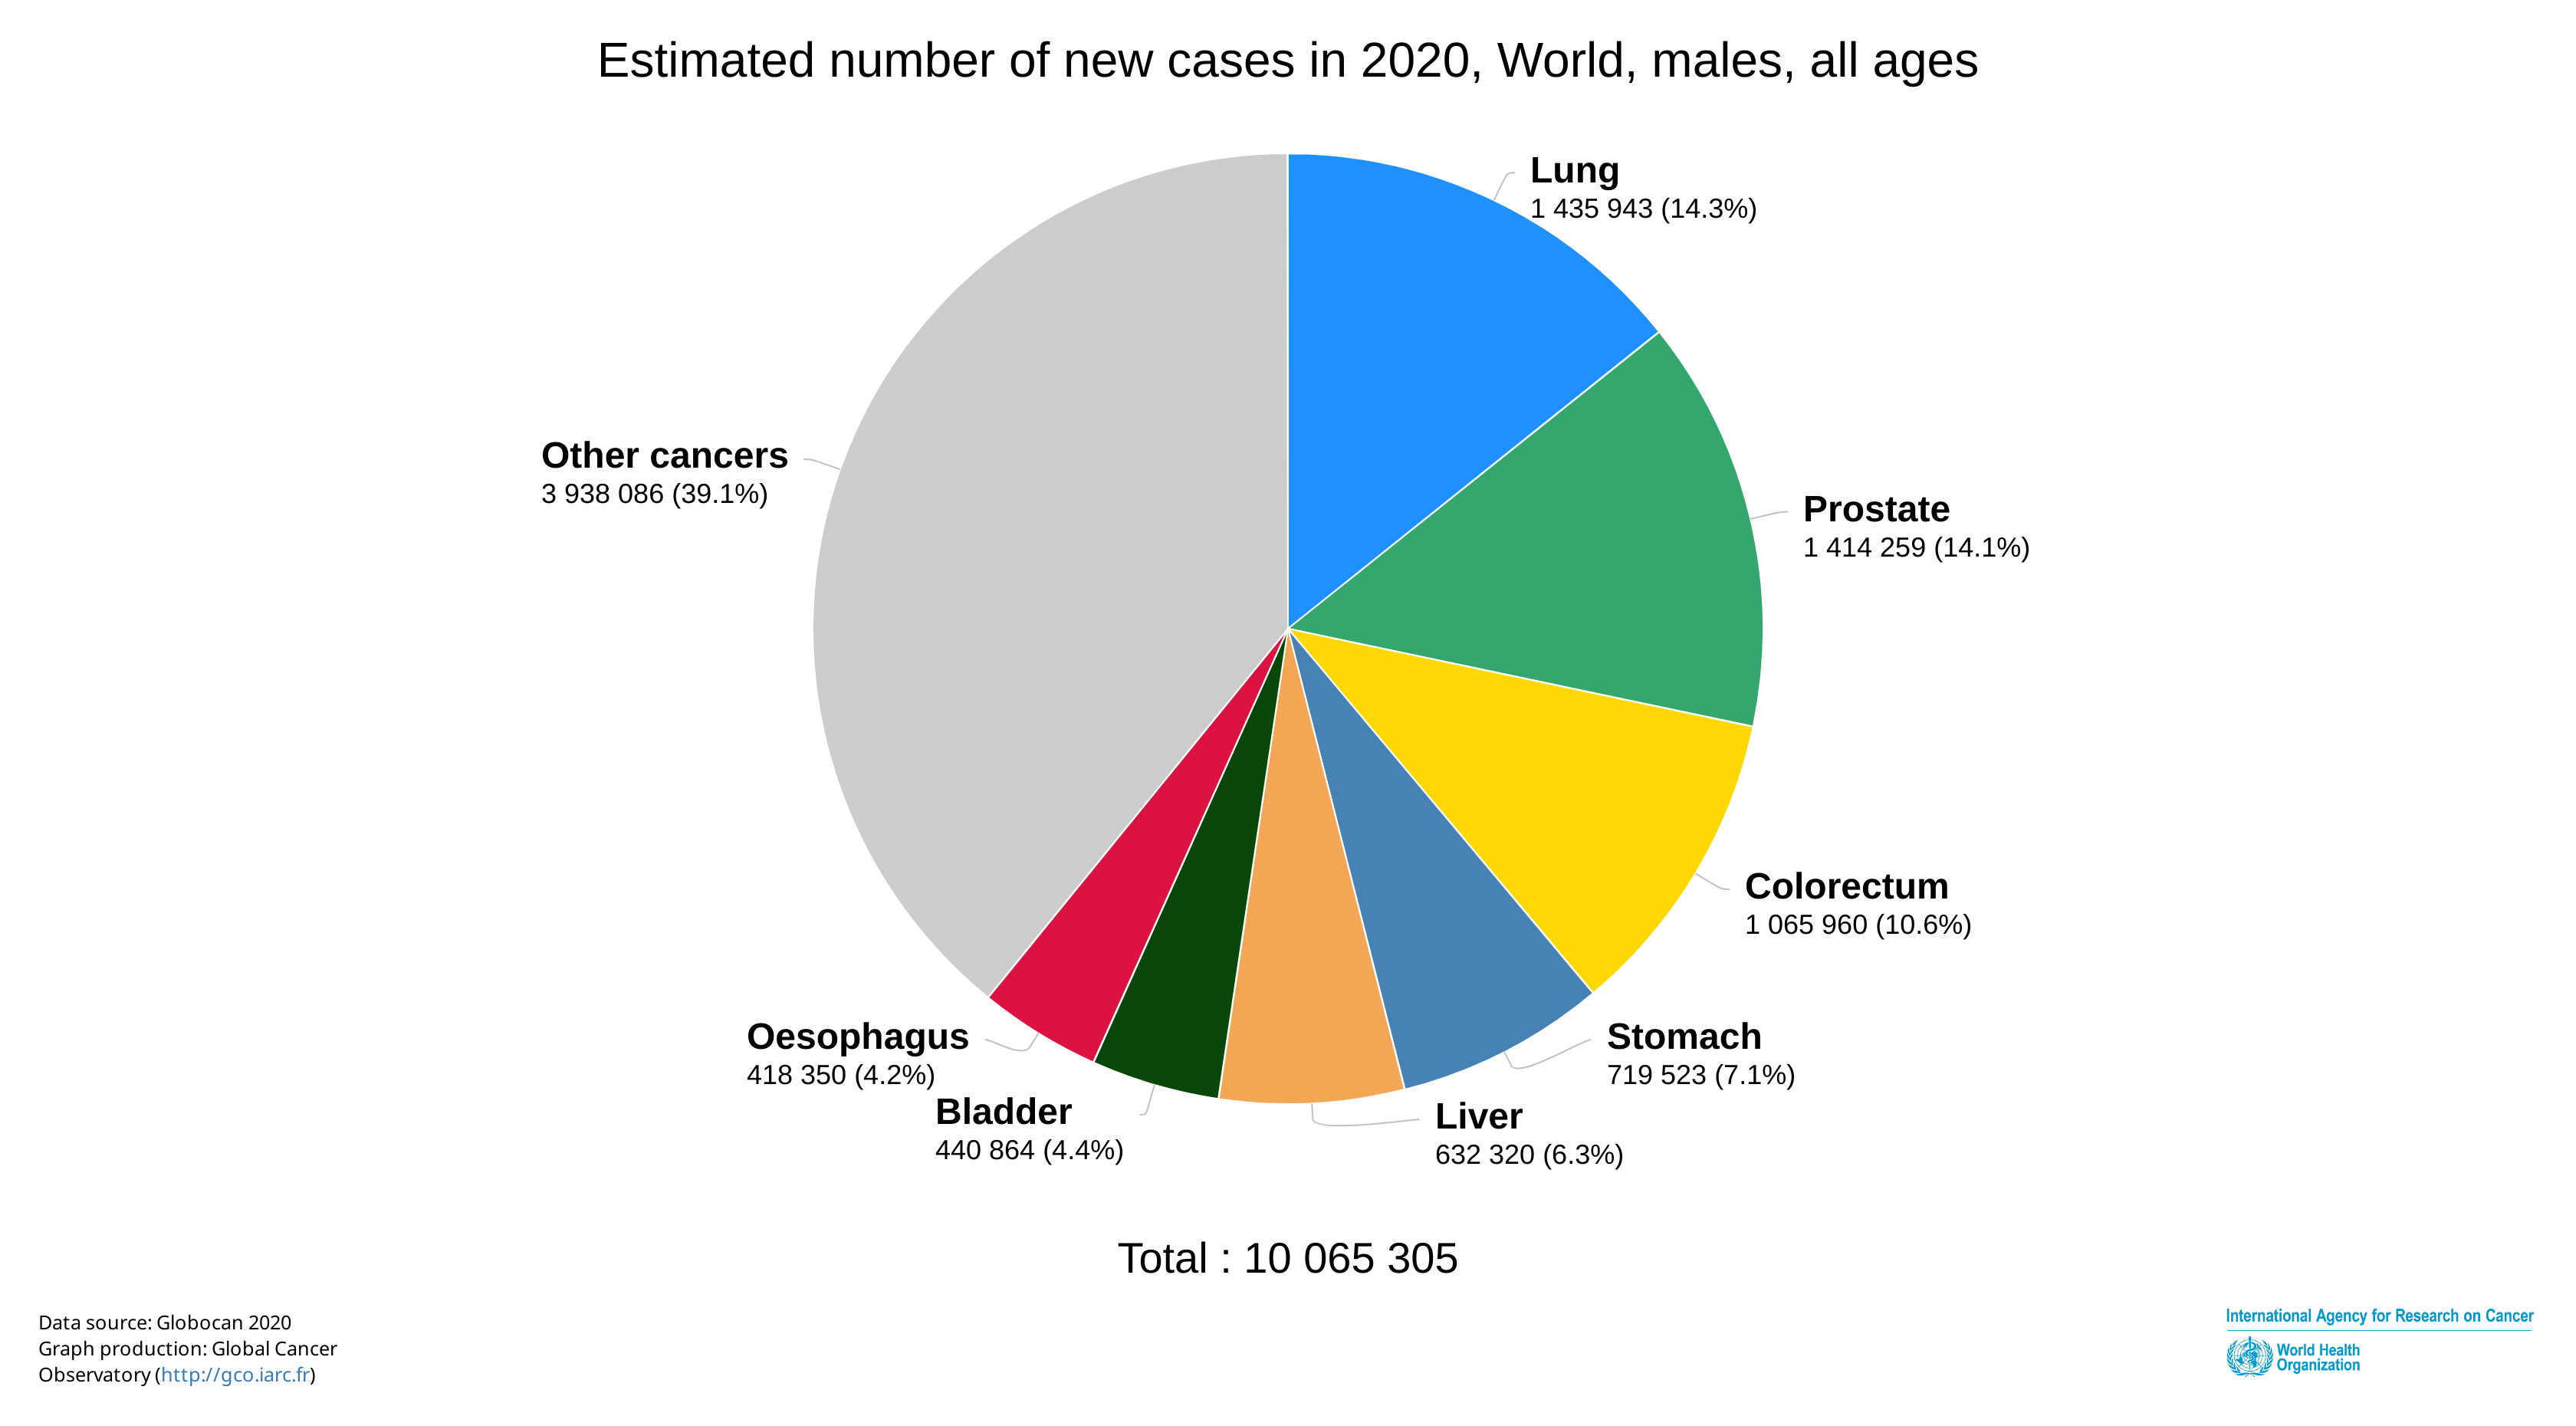 Estimated number of new cases in 2020, World, males, all ages
Lung
1 435 943 (14.3%)
Prostate
1 414 259 (14.1%)
Colorectum
1 065 960 (10.6%)
Stomach
719 523 (7.1%)
Liver
632 320 (6.3%)
Bladder
440 864 (4.4%)
Oesophagus
418 350 (4.2%)
Other cancers
3 938 086 (39.1%)
Total : 10 065 305
Data source: Globocan 2020
Graph production: Global Cancer
Observatory (http://gco.iarc.fr)
International Agency for Research on Cancer
World Health
Organization